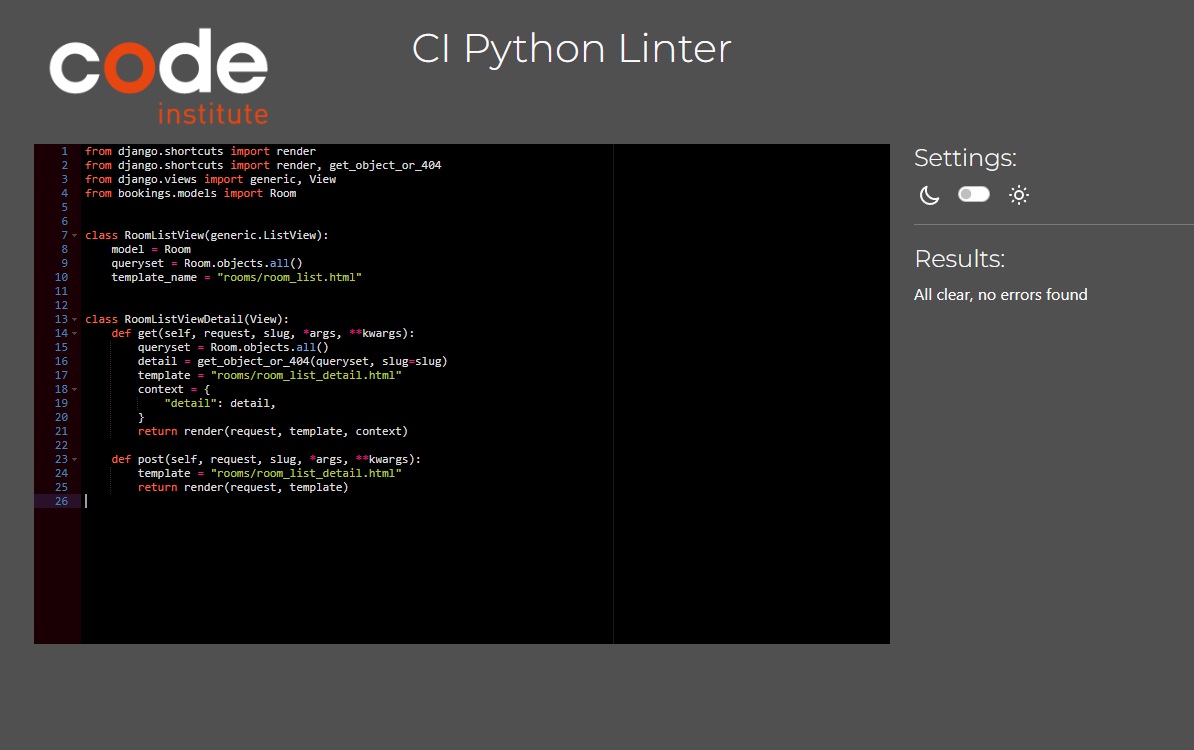 code
institute
CI Python Linter
1 from django.shortcuts import render
2 from django.shortcuts import render, get_object_or_404
3 from django.views import generic, View
4 from bookings.models import Room
5
6
7 class RoomListView(generic.ListView):
8     model = Room
9     queryset = Room.objects.all()
10     template_name = "rooms/room_list.html"
11
12
13 class RoomListViewDetail(View):
14     def get(self, request, slug, *args, **kwargs):
15         queryset = Room.objects.all()
16         detail = get_object_or_404(queryset, slug=slug)
17         template = "rooms/room_list_detail.html"
18         context = {
19             "detail": detail,
20         }
21         return render(request, template, context)
22
23     def post(self, request, slug, *args, **kwargs):
24         template = "rooms/room_list_detail.html"
25         return render(request, template)
26
Settings:
Results:
All clear, no errors found